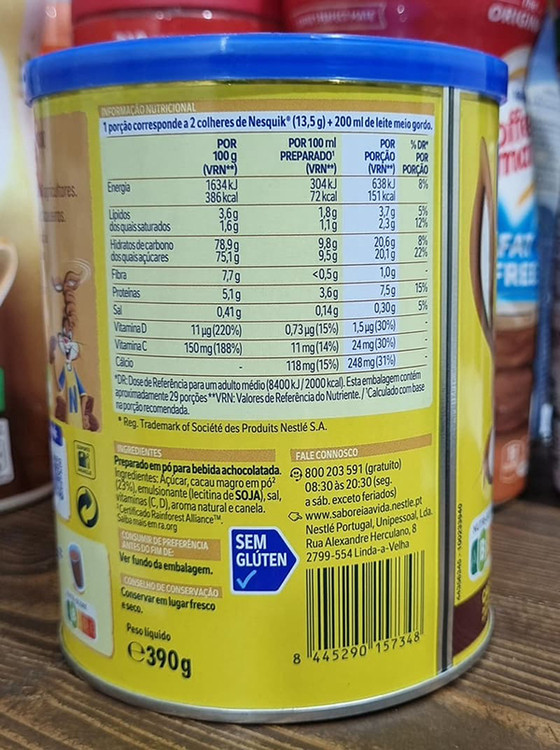 ORIGIN
INFORMAÇÃO NUTRICIONAL
1 porção corresponde a 2 colheres de Nesquik® (13,5 g) + 200 ml de leite meio gordo.
POR 100 g (VRN**) POR 100 ml PREPARADO¹ (VRN**) POR PORÇÃO (VRN**) % DR* POR PORÇÃO
Energia 1634 kJ 304 kJ 638 kJ 8%
386 kcal 72 kcal 151 kcal
Lípidos 3,6 g 1,8 g 3,7 g 5%
dos quais saturados 1,6 g 1,1 g 2,3 g 12%
Hidratos de carbono 78,9 g 9,8 g 20,6 g 8%
dos quais açúcares 75,1 g 9,5 g 20,1 g 22%
Fibra 7,7 g <0,5 g 1,0 g -
Proteínas 5,1 g 3,6 g 7,5 g 15%
Sal 0,41 g 0,14 g 0,30 g 5%
Vitamina D 11 µg (220%) 0,73 µg (15%) 1,5 µg (30%) -
Vitamina C 150 mg (188%) 11 mg (14%) 24 mg (30%) -
Cálcio - 118 mg (15%) 248 mg (31%) -
*DR: Dose de Referência para um adulto médio (8400 kJ / 2000 kcal). Esta embalagem contém
aproximadamente 29 porções **VRN: Valores de Referência do Nutriente. / ¹Calculado com base
na porção recomendada.
* Reg. Trademark of Société des Produits Nestlé S.A.
INGREDIENTES
Preparado em pó para bebida achocolatada.
Ingredientes: Açúcar, cacau magro em pó²
(23%), emulsionante (lecitina de SOJA), sal,
vitaminas (C, D), aroma natural e canela.
²Certificado Rainforest Alliance™.
Saiba mais em ra.org
CONSUMIR DE PREFERÊNCIA
ANTES DO FIM DE:
Ver fundo da embalagem.
CONSELHO DE CONSERVAÇÃO
Conservar em lugar fresco
e seco.
Peso líquido
℮390g
SEM
GLÚTEN
FALE CONNOSCO
800 203 591 (gratuito)
08:30 às 20:30 (seg.
a sáb. exceto feriados)
www.saboreiaavida.nestle.pt
Nestlé Portugal, Unipessoal, Lda.
Rua Alexandre Herculano, 8
2799-554 Linda-a-Velha
8 445290 157348
N
FAT
FREE